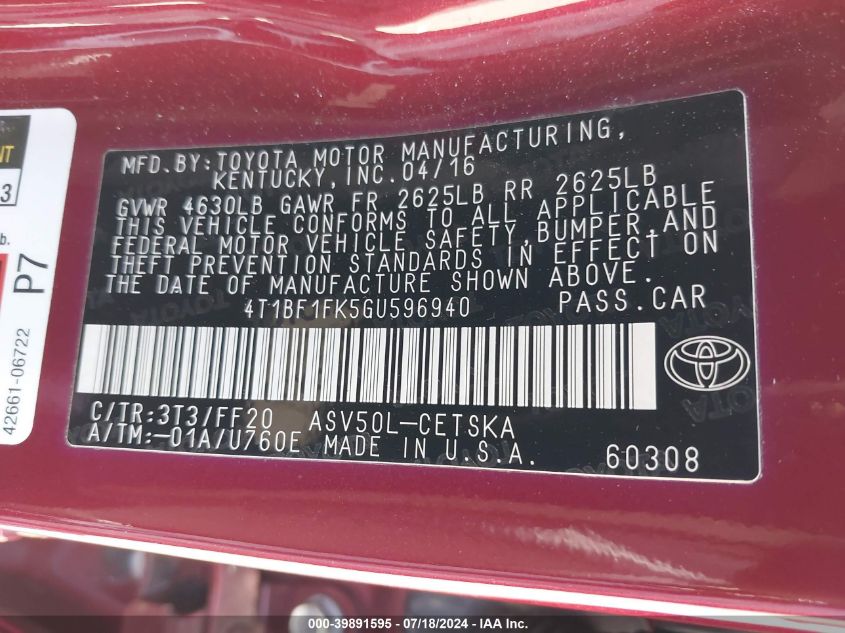 MFD. BY: TOYOTA MOTOR MANUFACTURING,
KENTUCKY, INC. 04/16
GVWR 4630LB GAWR FR 2625LB RR 2625LB
THIS VEHICLE CONFORMS TO ALL APPLICABLE
FEDERAL MOTOR VEHICLE SAFETY, BUMPER, AND
THEFT PREVENTION STANDARDS IN EFFECT ON
THE DATE OF MANUFACTURE SHOWN ABOVE.
4T1BF1FK5GU596940 PASS. CAR
C/TR: 3T3/FF20 ASV50L-CETSKA
A/TM: -01A/U760E MADE IN U.S.A. 60308
NT
3
b.
P7
42661-06722
000-39891595 / 07/18/2024 - IAA Inc.